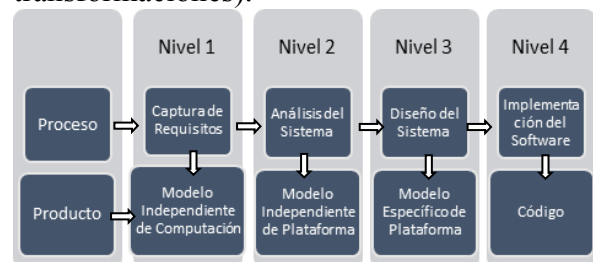 transformaciones).
Nivel 1
Nivel 2
Nivel 3
Nivel 4
Proceso
Captura de
Requisitos
Análisis del
Sistema
Diseño del
Sistema
Implementa
ción del
Software
Producto
Modelo
Independiente
de Computación
Modelo
Independiente
de Plataforma
Modelo
Específico de
Plataforma
Código